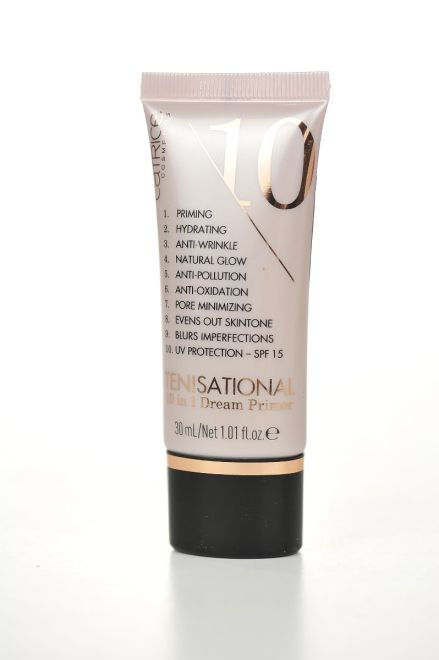 CATRICE
COSMETICS
10
1. PRIMING
2. HYDRATING
3. ANTI-WRINKLE
4. NATURAL GLOW
5. ANTI-POLLUTION
6. ANTI-OXIDATION
7. PORE MINIMIZING
8. EVENS OUT SKINTONE
9. BLURS IMPERFECTIONS
10. UV PROTECTION – SPF 15
TEN!SATIONAL
10 in 1 Dream Primer
30 mL/Net 1.01 fl.oz.℮